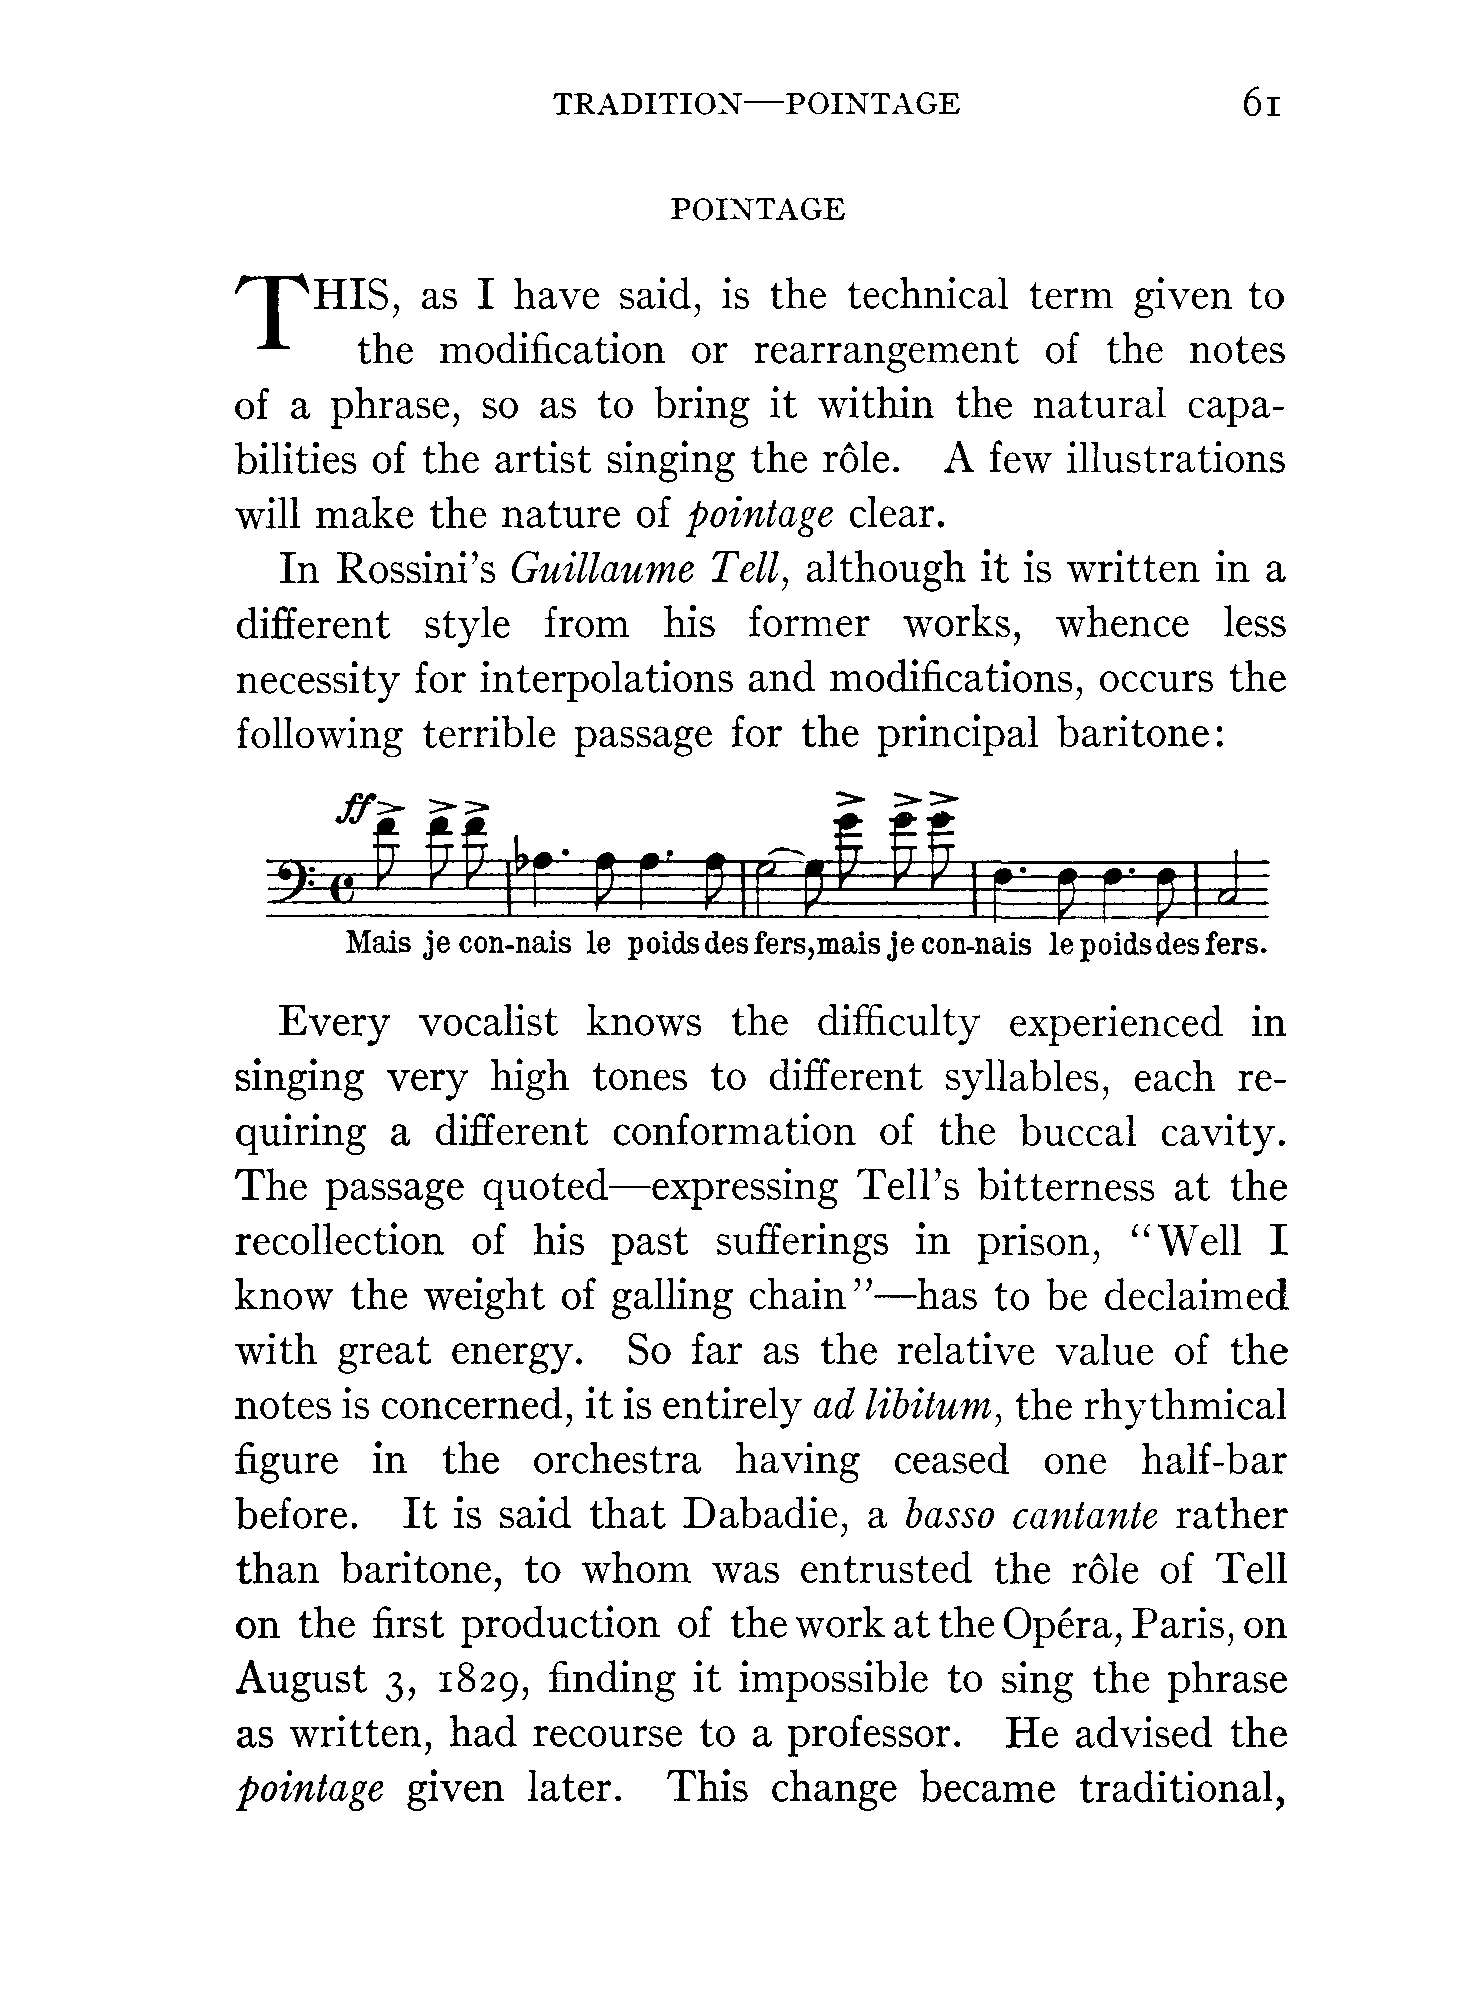 TRADITION—POINTAGE 61
POINTAGE
THIS, as I have said, is the technical term given to
the modification or rearrangement of the notes
of a phrase, so as to bring it within the natural capa-
bilities of the artist singing the rôle. A few illustrations
will make the nature of pointage clear.
In Rossini's Guillaume Tell, although it is written in a
different style from his former works, whence less
necessity for interpolations and modifications, occurs the
following terrible passage for the principal baritone:
ff
Mais je con-nais le poids des fers, mais je con-nais le poids des fers.
Every vocalist knows the difficulty experienced in
singing very high tones to different syllables, each re-
quiring a different conformation of the buccal cavity.
The passage quoted—expressing Tell's bitterness at the
recollection of his past sufferings in prison, "Well I
know the weight of galling chain"—has to be declaimed
with great energy. So far as the relative value of the
notes is concerned, it is entirely ad libitum, the rhythmical
figure in the orchestra having ceased one half-bar
before. It is said that Dabadie, a basso cantante rather
than baritone, to whom was entrusted the rôle of Tell
on the first production of the work at the Opéra, Paris, on
August 3, 1829, finding it impossible to sing the phrase
as written, had recourse to a professor. He advised the
pointage given later. This change became traditional,